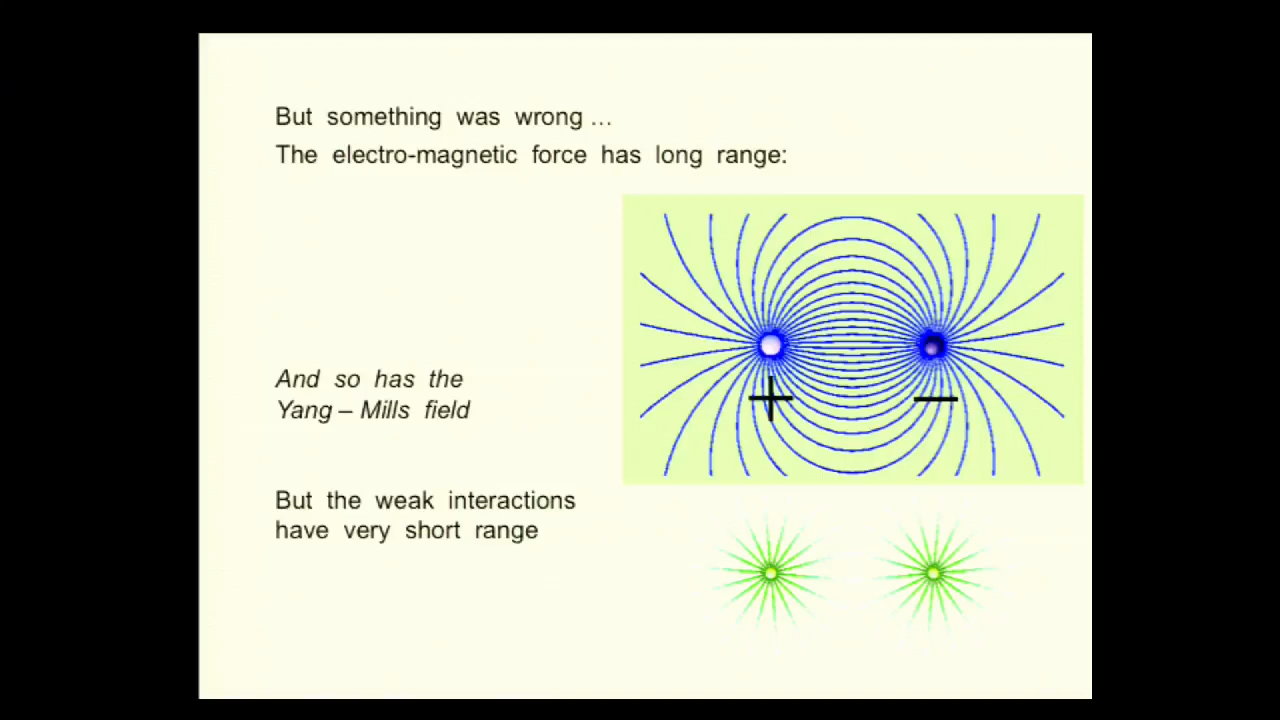 But something was wrong …
The electro-magnetic force has long range:
And so has the
Yang – Mills field
+ –
But the weak interactions
have very short range